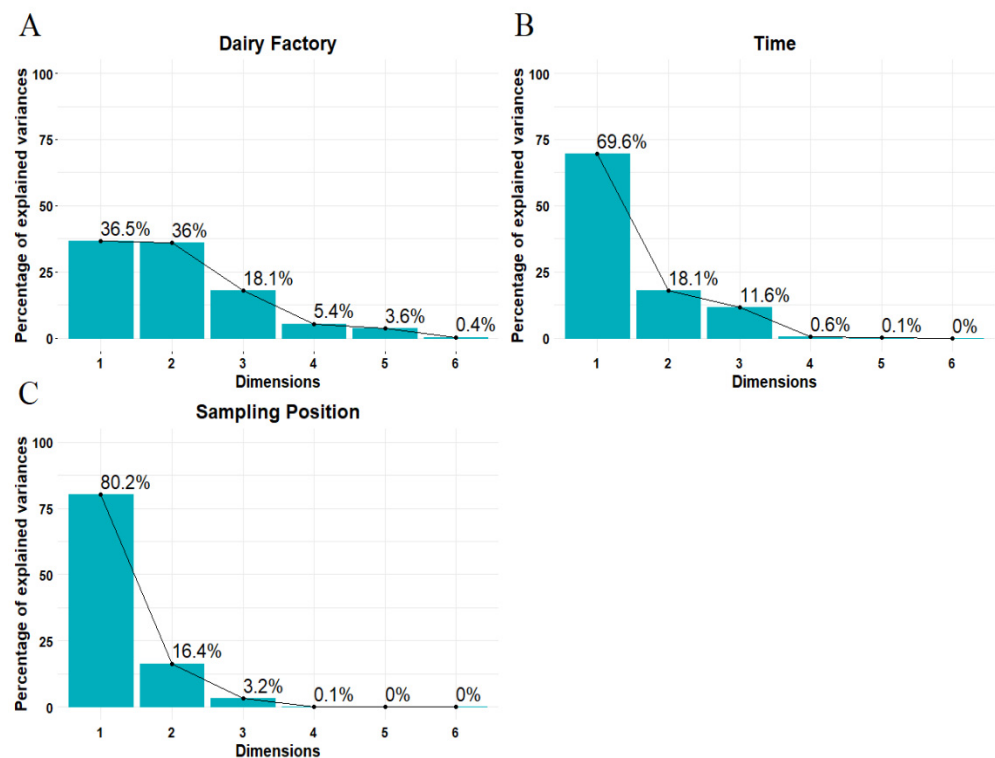 A
Dairy Factory
Percentage of explained variances
100
75
50
25
0
36.5%
36%
18.1%
5.4%
3.6%
0.4%
1 2 3 4 5 6
Dimensions
B
Time
Percentage of explained variances
100
75
50
25
0
69.6%
18.1%
11.6%
0.6%
0.1%
0%
1 2 3 4 5 6
Dimensions
C
Sampling Position
Percentage of explained variances
100
75
50
25
0
80.2%
16.4%
3.2%
0.1%
0%
0%
1 2 3 4 5 6
Dimensions